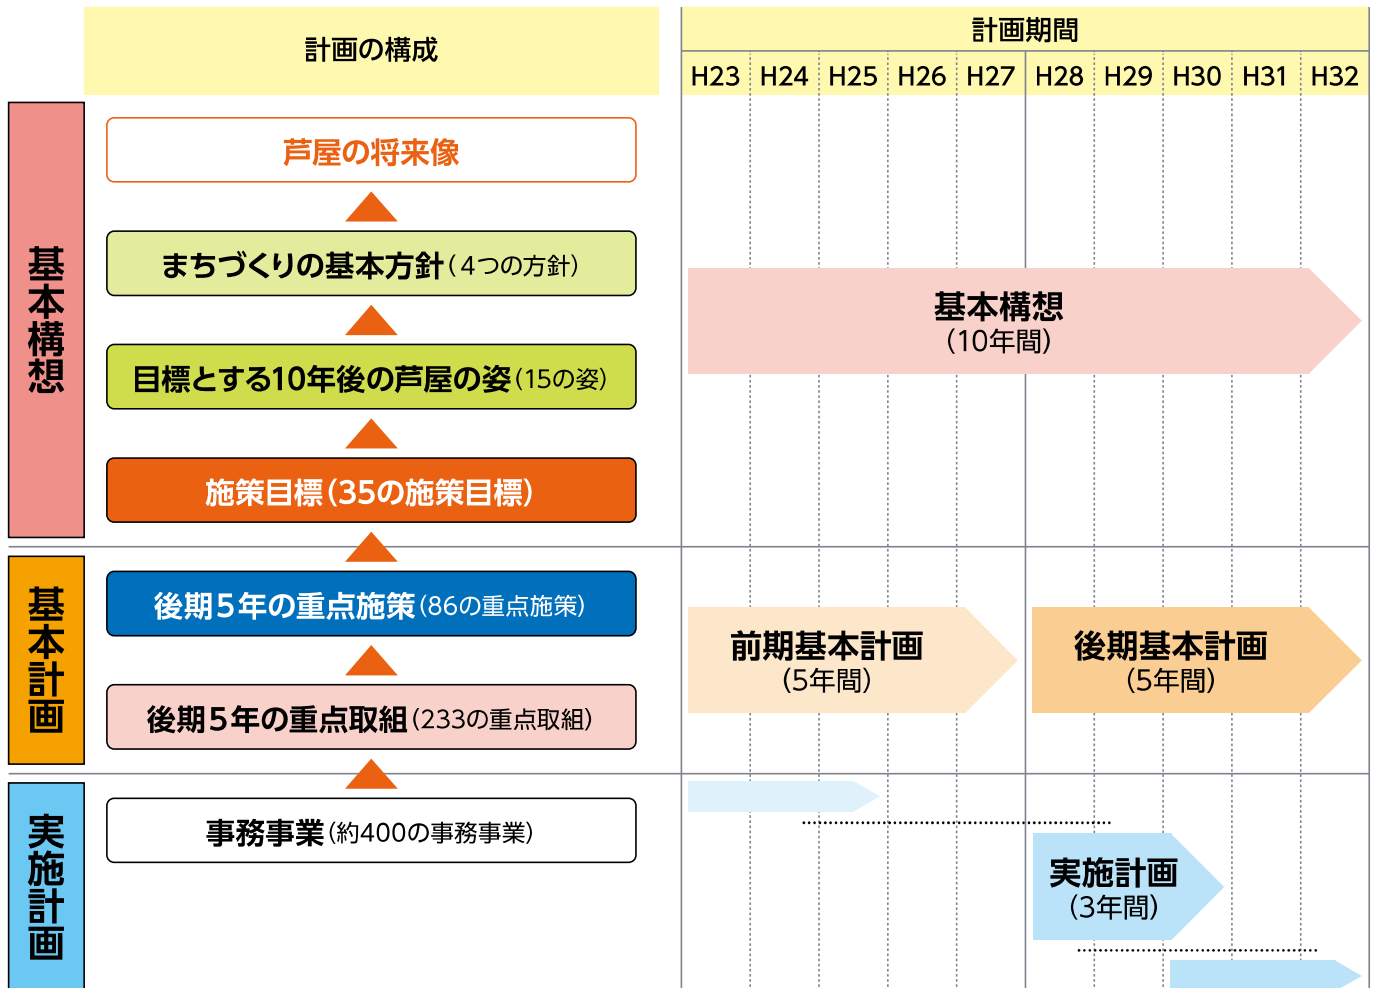 計画の構成
計画期間
H23 H24 H25 H26 H27 H28 H29 H30 H31 H32
基本構想
芦屋の将来像
まちづくりの基本方針(4つの方針)
目標とする10年後の芦屋の姿(15の姿)
施策目標(35の施策目標)
基本構想
(10年間)
基本計画
後期5年の重点施策(86の重点施策)
後期5年の重点取組(233の重点取組)
前期基本計画
(5年間)
後期基本計画
(5年間)
実施計画
事務事業(約400の事務事業)
実施計画
(3年間)